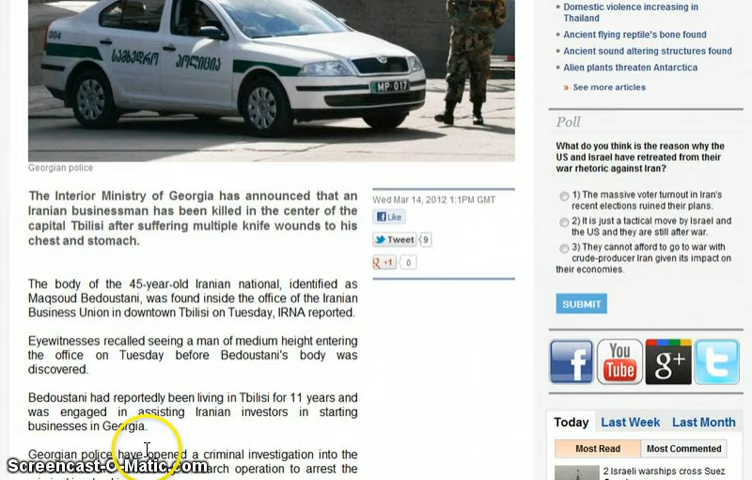 004
სამხედრო პოლიცია
MP 017
Georgian police
The Interior Ministry of Georgia has announced that an
Iranian businessman has been killed in the center of the
capital Tbilisi after suffering multiple knife wounds to his
chest and stomach.
Wed Mar 14, 2012 1:1PM GMT
Like
Tweet 9
g +1 0
The body of the 45-year-old Iranian national, identified as
Maqsoud Bedoustani, was found inside the office of the Iranian
Business Union in downtown Tbilisi on Tuesday, IRNA reported.
Eyewitnesses recalled seeing a man of medium height entering
the office on Tuesday before Bedoustani's body was
discovered.
Bedoustani had reportedly been living in Tbilisi for 11 years and
was engaged in assisting Iranian investors in starting
businesses in Georgia.
Georgian police have opened a criminal investigation into the
Screencast-O-Matic.com
search operation to arrest the
Domestic violence increasing in
Thailand
Ancient flying reptile's bone found
Ancient sound altering structures found
Alien plants threaten Antarctica
» See more articles
Poll
What do you think is the reason why the
US and Israel have retreated from their
war rhetoric against Iran?
1) The massive voter turnout in Iran's
recent elections ruined their plans.
2) It is just a tactical move by Israel and
the US and they are still after war.
3) They cannot afford to go to war with
crude-producer Iran given its impact on
their economies.
SUBMIT
f
You
Tube
g+
t
Today Last Week Last Month
Most Read Most Commented
2 Israeli warships cross Suez